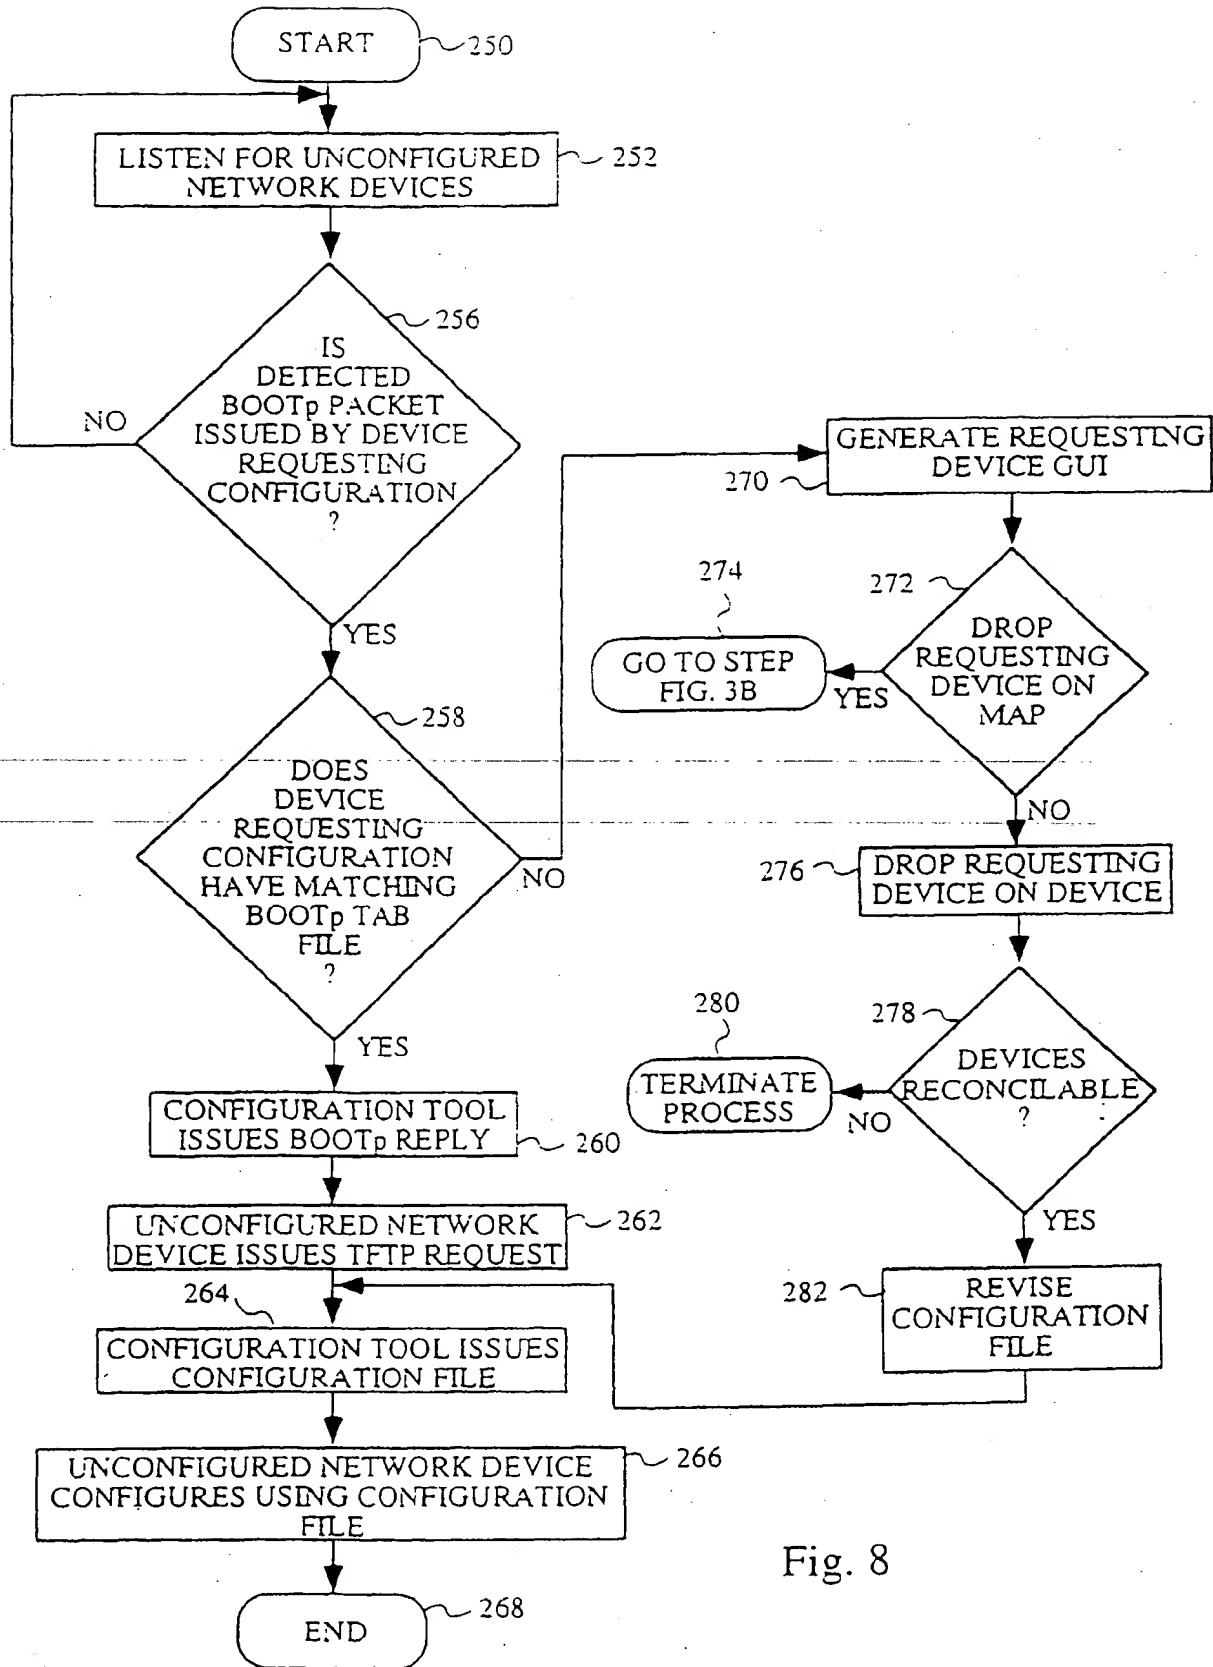 START
250
LISTEN FOR UNCONFIGURED
NETWORK DEVICES
252
256
IS
DETECTED
BOOTp PACKET
ISSUED BY DEVICE
REQUESTING
CONFIGURATION
?
NO
YES
258
DOES
DEVICE
REQUESTING
CONFIGURATION
HAVE MATCHING
BOOTp TAB
FILE
?
NO
YES
CONFIGURATION TOOL
ISSUES BOOTp REPLY
260
UNCONFIGURED NETWORK
DEVICE ISSUES TFTP REQUEST
262
264
CONFIGURATION TOOL ISSUES
CONFIGURATION FILE
UNCONFIGURED NETWORK DEVICE
CONFIGURES USING CONFIGURATION
FILE
266
END
268
GENERATE REQUESTING
DEVICE GUI
270
272
DROP
REQUESTING
DEVICE ON
MAP
YES
274
GO TO STEP
FIG. 3B
NO
276
DROP REQUESTING
DEVICE ON DEVICE
278
DEVICES
RECONCILABLE
?
NO
280
TERMINATE
PROCESS
YES
282
REVISE
CONFIGURATION
FILE
Fig. 8